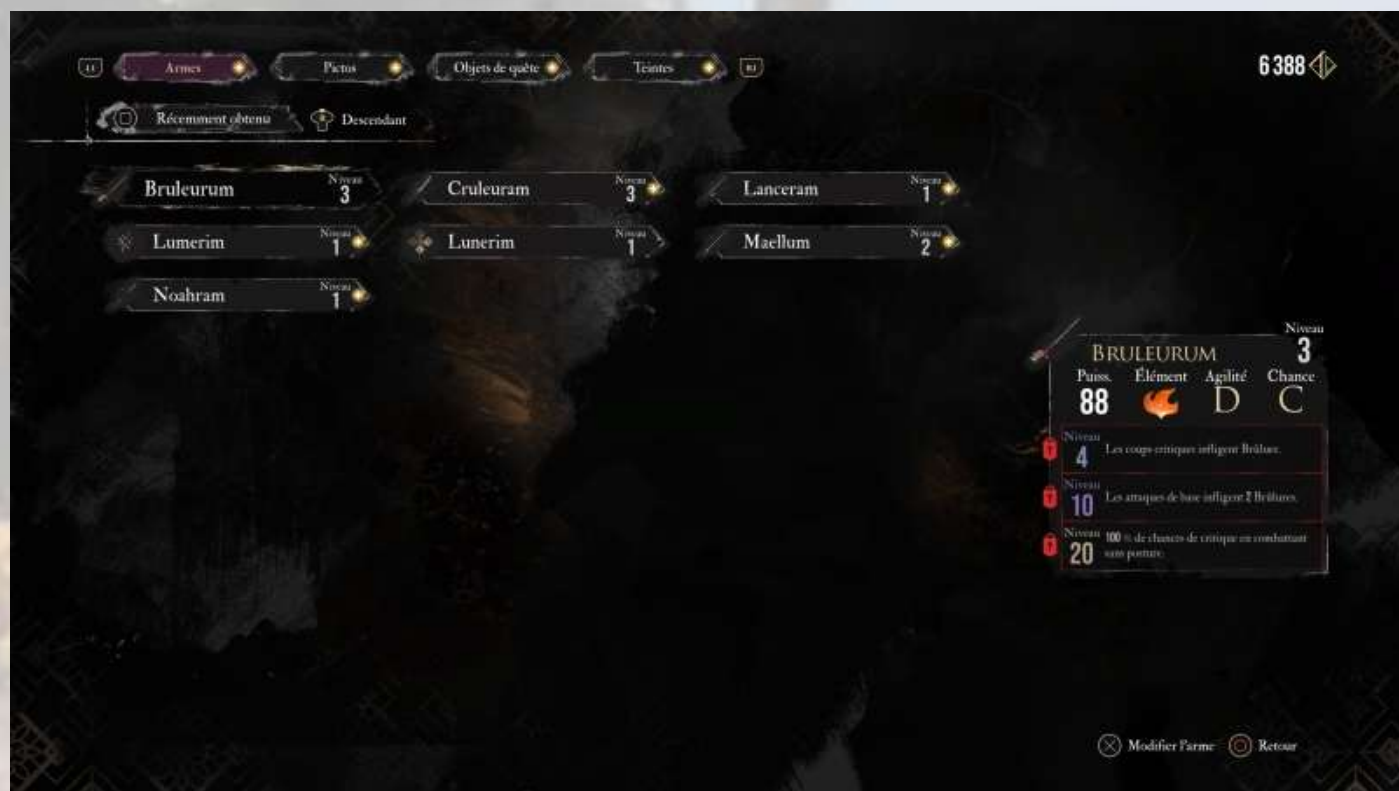 L1 Armes Pictos Objets de quête Teintes R1
6 388
Récemment obtenu Descendant
Bruleurum Niveau 3
Cruleuram Niveau 3
Lanceram Niveau 1
Lumerim Niveau 1
Lunerim Niveau 1
Maellum Niveau 2
Noahram Niveau 1
BRULEURUM Niveau 3
Puiss. Élément Agilité Chance
88 D C
Niveau 4 Les coups critiques infligent Brûlure.
Niveau 10 Les attaques de base infligent 2 Brûlures.
Niveau 20 100 % de chances de critique en combattant
sans posture.
Modifier l'arme Retour